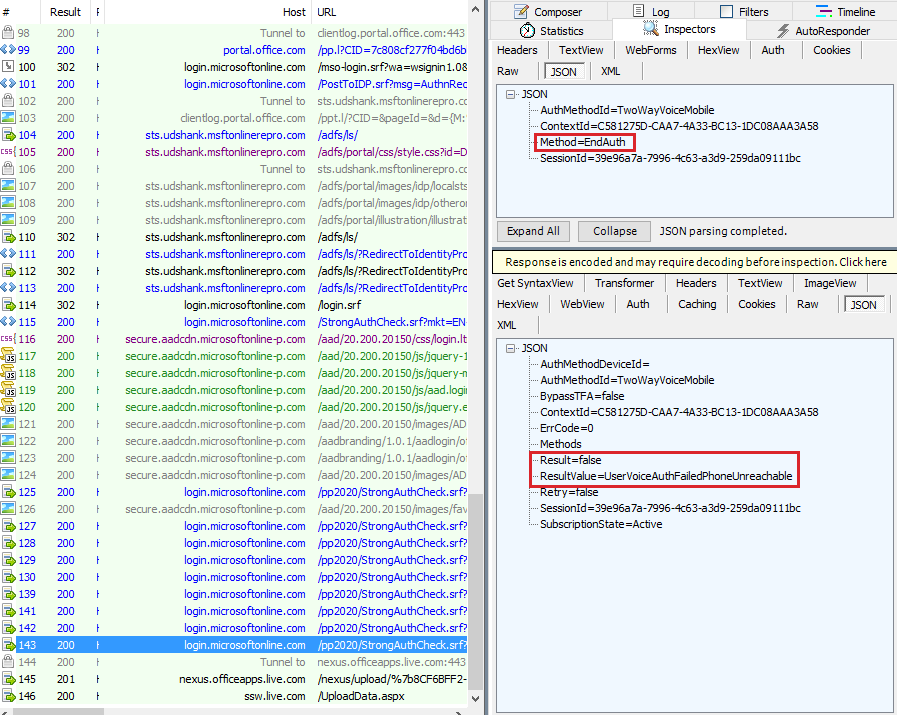 # Result F Host URL
98 200 H Tunnel to clientlog.portal.office.com:443
99 200 H portal.office.com /pp.l?CID=7c808cf277f04bd6b
100 302 H login.microsoftonline.com /mso-login.srf?wa=wsignin1.0&
101 200 H login.microsoftonline.com /PostToIDP.srf?msg=AuthnReq
102 200 H Tunnel to sts.udshank.msftonlinerepro.com
103 200 H clientlog.portal.office.com /ppt.l/?CID=&pageId=&d={M:
104 200 H sts.udshank.msftonlinerepro.com /adfs/ls/
105 200 H sts.udshank.msftonlinerepro.com /adfs/portal/css/style.css?id=D
106 200 H Tunnel to sts.udshank.msftonlinerepro.com
107 200 H sts.udshank.msftonlinerepro.com /adfs/portal/images/idp/localsts
108 200 H sts.udshank.msftonlinerepro.com /adfs/portal/images/idp/otheror
109 200 H sts.udshank.msftonlinerepro.com /adfs/portal/illustration/illustrat
110 302 H sts.udshank.msftonlinerepro.com /adfs/ls/
111 200 H sts.udshank.msftonlinerepro.com /adfs/ls/?RedirectToIdentityPro
112 302 H sts.udshank.msftonlinerepro.com /adfs/ls/?RedirectToIdentityPro
113 200 H sts.udshank.msftonlinerepro.com /adfs/ls/?RedirectToIdentityPro
114 302 H login.microsoftonline.com /login.srf
115 200 H login.microsoftonline.com /StrongAuthCheck.srf?mkt=EN-
116 200 H secure.aadcdn.microsoftonline-p.com /aad/20.200.20150/css/login.lt
117 200 H secure.aadcdn.microsoftonline-p.com /aad/20.200.20150/js/jquery-1
118 200 H secure.aadcdn.microsoftonline-p.com /aad/20.200.20150/js/jquery-m
119 200 H secure.aadcdn.microsoftonline-p.com /aad/20.200.20150/js/aad.login
120 200 H secure.aadcdn.microsoftonline-p.com /aad/20.200.20150/js/jquery.e
121 200 H secure.aadcdn.microsoftonline-p.com /aad/20.200.20150/images/AD
122 200 H secure.aadcdn.microsoftonline-p.com /aadbranding/1.0.1/aadlogin/o
123 200 H secure.aadcdn.microsoftonline-p.com /aadbranding/1.0.1/aadlogin/o
124 200 H secure.aadcdn.microsoftonline-p.com /aad/20.200.20150/images/AD
125 200 H login.microsoftonline.com /pp2020/StrongAuthCheck.srf?
126 200 H secure.aadcdn.microsoftonline-p.com /aad/20.200.20150/images/fav
127 200 H login.microsoftonline.com /pp2020/StrongAuthCheck.srf?
128 200 H login.microsoftonline.com /pp2020/StrongAuthCheck.srf?
129 200 H login.microsoftonline.com /pp2020/StrongAuthCheck.srf?
130 200 H login.microsoftonline.com /pp2020/StrongAuthCheck.srf?
139 200 H login.microsoftonline.com /pp2020/StrongAuthCheck.srf?
141 200 H login.microsoftonline.com /pp2020/StrongAuthCheck.srf?
142 200 H login.microsoftonline.com /pp2020/StrongAuthCheck.srf?
143 200 H login.microsoftonline.com /pp2020/StrongAuthCheck.srf?
144 200 H Tunnel to nexus.officeapps.live.com:443
145 201 H nexus.officeapps.live.com /nexus/upload/%7b8CF6BFF2-
146 200 H ssw.live.com /UploadData.aspx
Composer Log Filters Timeline
Statistics Inspectors AutoResponder
Headers TextView WebForms HexView Auth Cookies
Raw JSON XML
JSON
AuthMethodId=TwoWayVoiceMobile
ContextId=C581275D-CAA7-4A33-BC13-1DC08AAA3A58
Method=EndAuth
SessionId=39e96a7a-7996-4c63-a3d9-259da09111bc
Expand All Collapse JSON parsing completed.
Response is encoded and may require decoding before inspection. Click here
Get SyntaxView Transformer Headers TextView ImageView
HexView WebView Auth Caching Cookies Raw JSON
XML
JSON
AuthMethodDeviceId=
AuthMethodId=TwoWayVoiceMobile
BypassTFA=false
ContextId=C581275D-CAA7-4A33-BC13-1DC08AAA3A58
ErrCode=0
Methods
Result=false
ResultValue=UserVoiceAuthFailedPhoneUnreachable
Retry=false
SessionId=39e96a7a-7996-4c63-a3d9-259da09111bc
SubscriptionState=Active